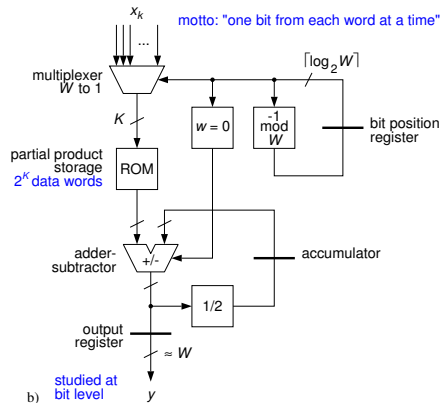 x_k
motto: "one bit from each word at a time"
...
⌈log₂W⌉
multiplexer
W to 1
K
w = 0
-1
mod
W
bit position
register
partial product
storage
2^K data words
ROM
adder-
subtractor
+/-
accumulator
1/2
output
register
≈ W
studied at
b) bit level
y